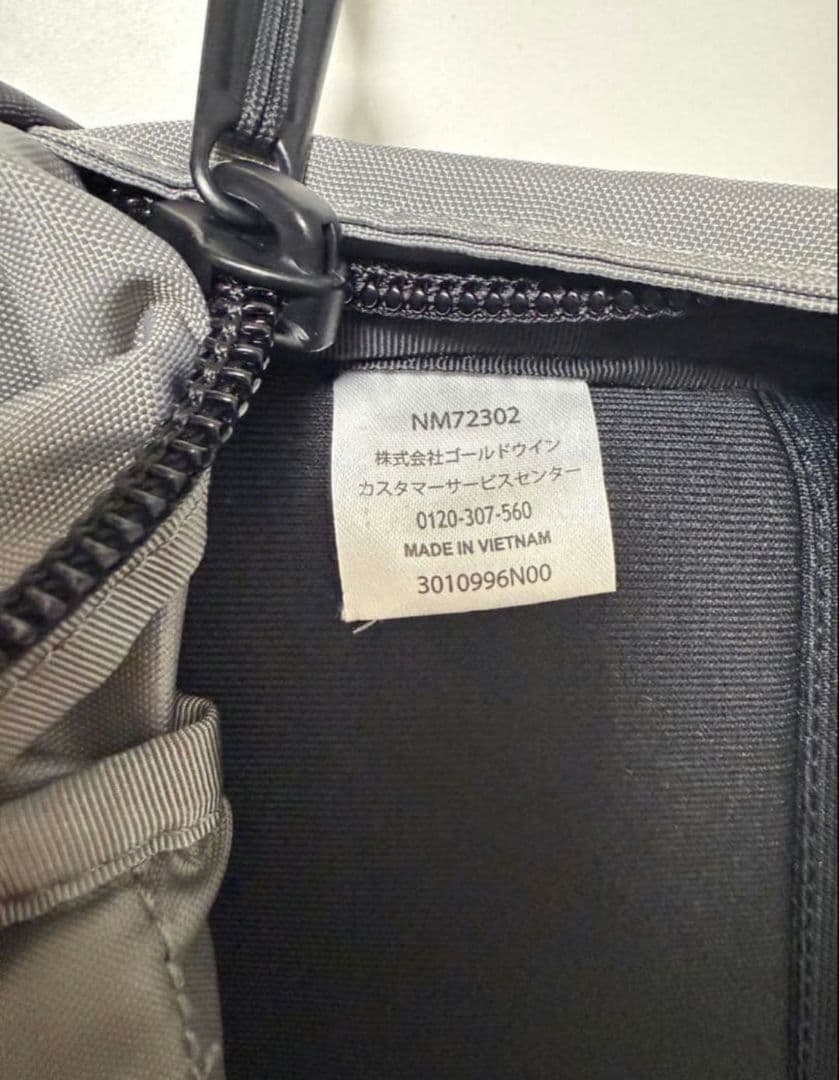 NM72302
株式会社ゴールドウイン
カスタマーサービスセンター
0120-307-560
MADE IN VIETNAM
3010996N00